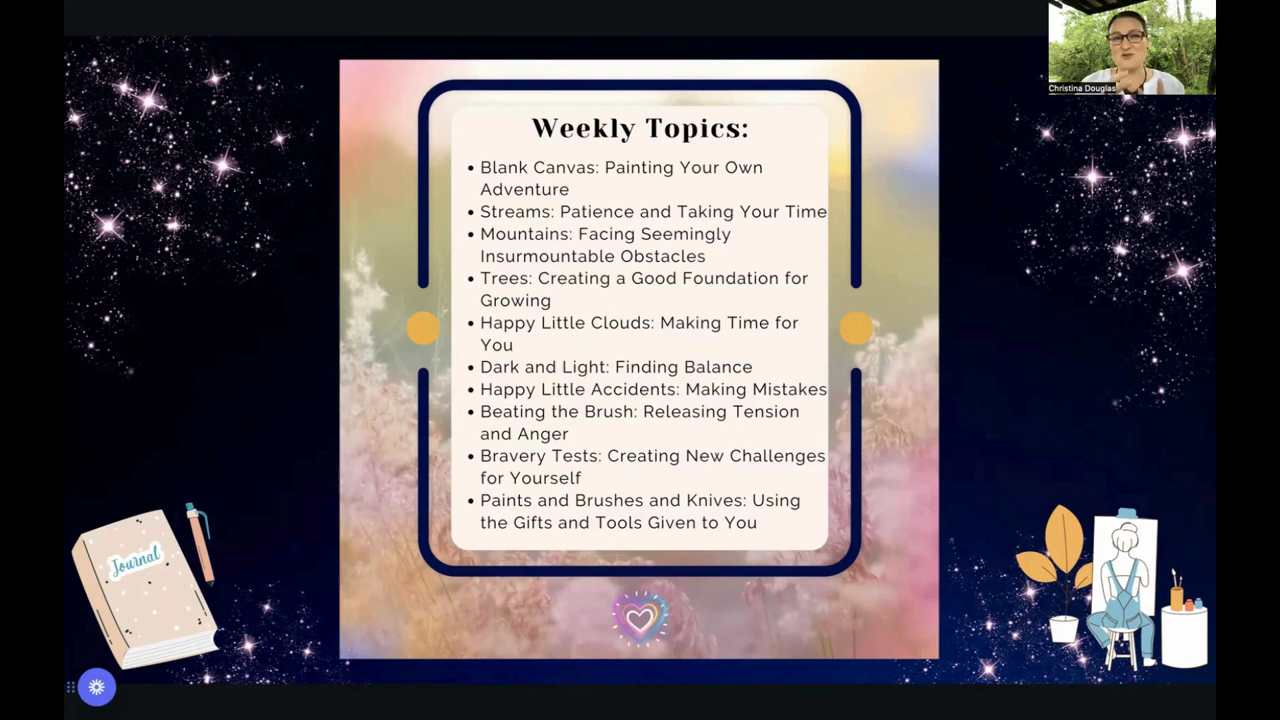 Christina Douglas
Weekly Topics:
• Blank Canvas: Painting Your Own
Adventure
• Streams: Patience and Taking Your Time
• Mountains: Facing Seemingly
Insurmountable Obstacles
• Trees: Creating a Good Foundation for
Growing
• Happy Little Clouds: Making Time for
You
• Dark and Light: Finding Balance
• Happy Little Accidents: Making Mistakes
• Beating the Brush: Releasing Tension
and Anger
• Bravery Tests: Creating New Challenges
for Yourself
• Paints and Brushes and Knives: Using
the Gifts and Tools Given to You
Journal